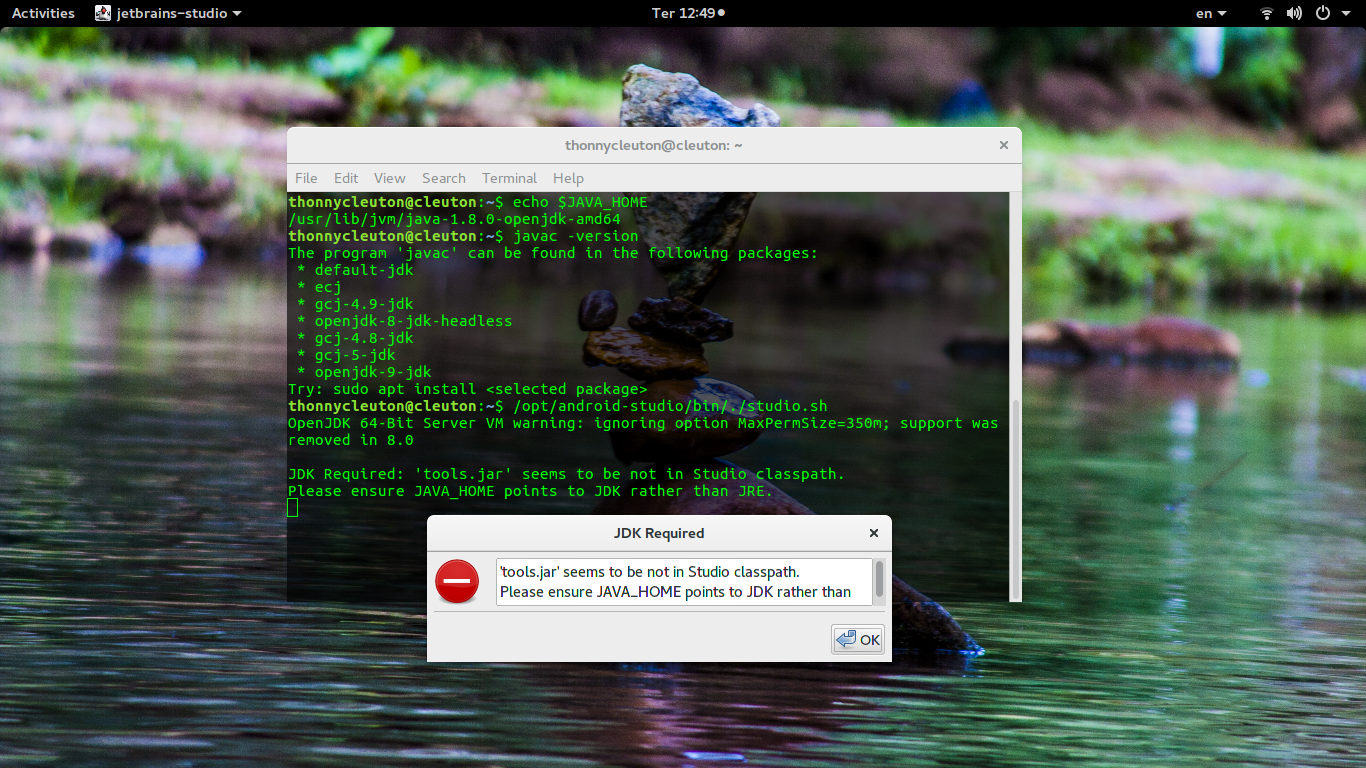 Activities jetbrains-studio Ter 12:49 en
thonnycleuton@cleuton: ~
File Edit View Search Terminal Help
thonnycleuton@cleuton:~$ echo $JAVA_HOME
/usr/lib/jvm/java-1.8.0-openjdk-amd64
thonnycleuton@cleuton:~$ javac -version
The program 'javac' can be found in the following packages:
* default-jdk
* ecj
* gcj-4.9-jdk
* openjdk-8-jdk-headless
* gcj-4.8-jdk
* gcj-5-jdk
* openjdk-9-jdk
Try: sudo apt install <selected package>
thonnycleuton@cleuton:~$ /opt/android-studio/bin/./studio.sh
OpenJDK 64-Bit Server VM warning: ignoring option MaxPermSize=350m; support was
removed in 8.0
JDK Required: 'tools.jar' seems to be not in Studio classpath.
Please ensure JAVA_HOME points to JDK rather than JRE.
JDK Required
'tools.jar' seems to be not in Studio classpath.
Please ensure JAVA_HOME points to JDK rather than
OK